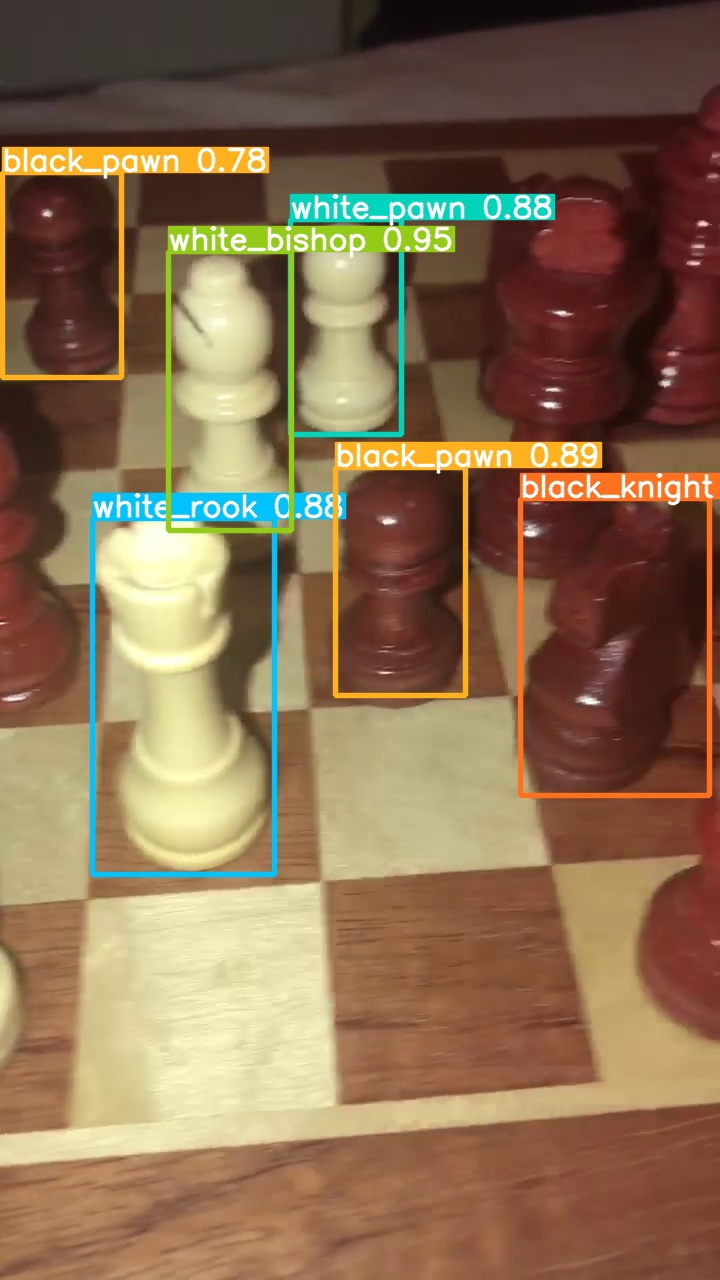 black_pawn 0.78
white_pawn 0.88
white_bishop 0.95
black_pawn 0.89
black_knight
white_rook 0.88